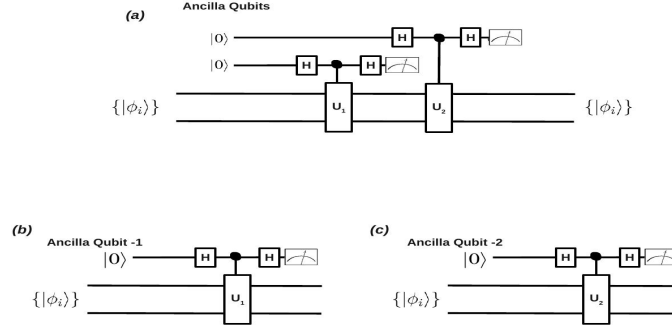 (a) Ancilla Qubits
|0⟩ H H
|0⟩ H H
{|ϕᵢ⟩} U₁ U₂ {|ϕᵢ⟩}
(b) Ancilla Qubit -1
|0⟩ H H
{|ϕᵢ⟩} U₁
(c) Ancilla Qubit -2
|0⟩ H H
{|ϕᵢ⟩} U₂